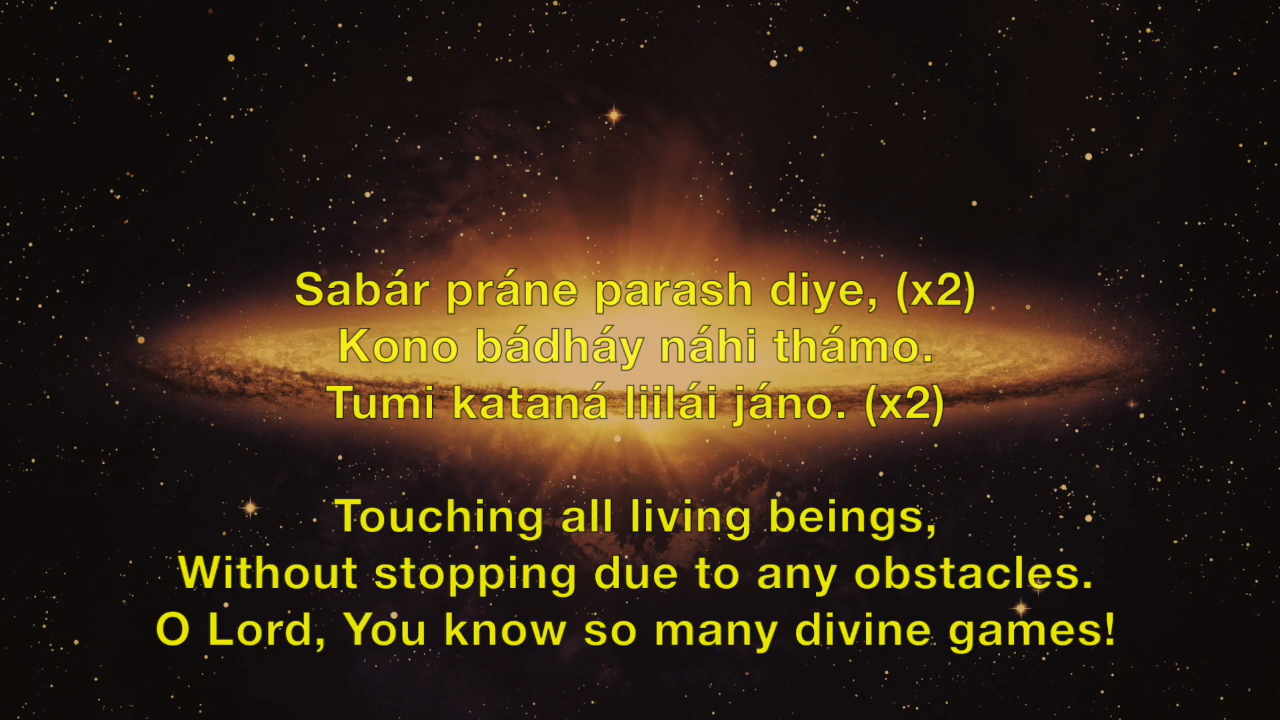 Sabár práne parash diye, (x2)
Kono bádháy náhi thámo.
Tumi kataná liilái jáno. (x2)
Touching all living beings,
Without stopping due to any obstacles.
O Lord, You know so many divine games!